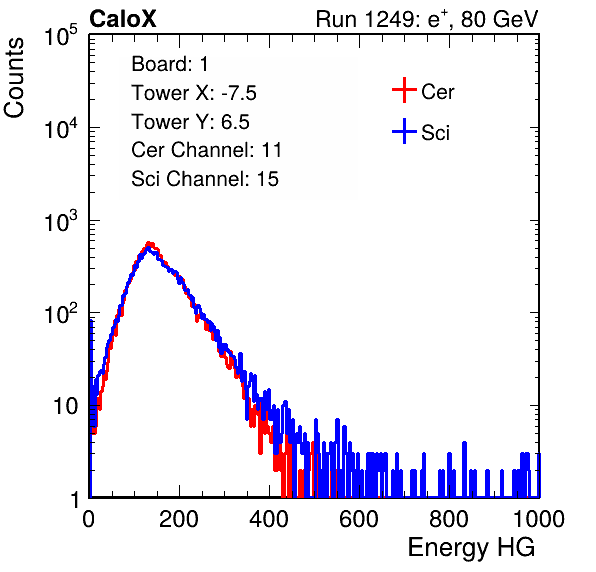 CaloX Run 1249: e+, 80 GeV
Counts
Board: 1
Tower X: -7.5
Tower Y: 6.5
Cer Channel: 11
Sci Channel: 15
Cer
Sci
10^5
10^4
10^3
10^2
10
1
0 200 400 600 800 1000
Energy HG